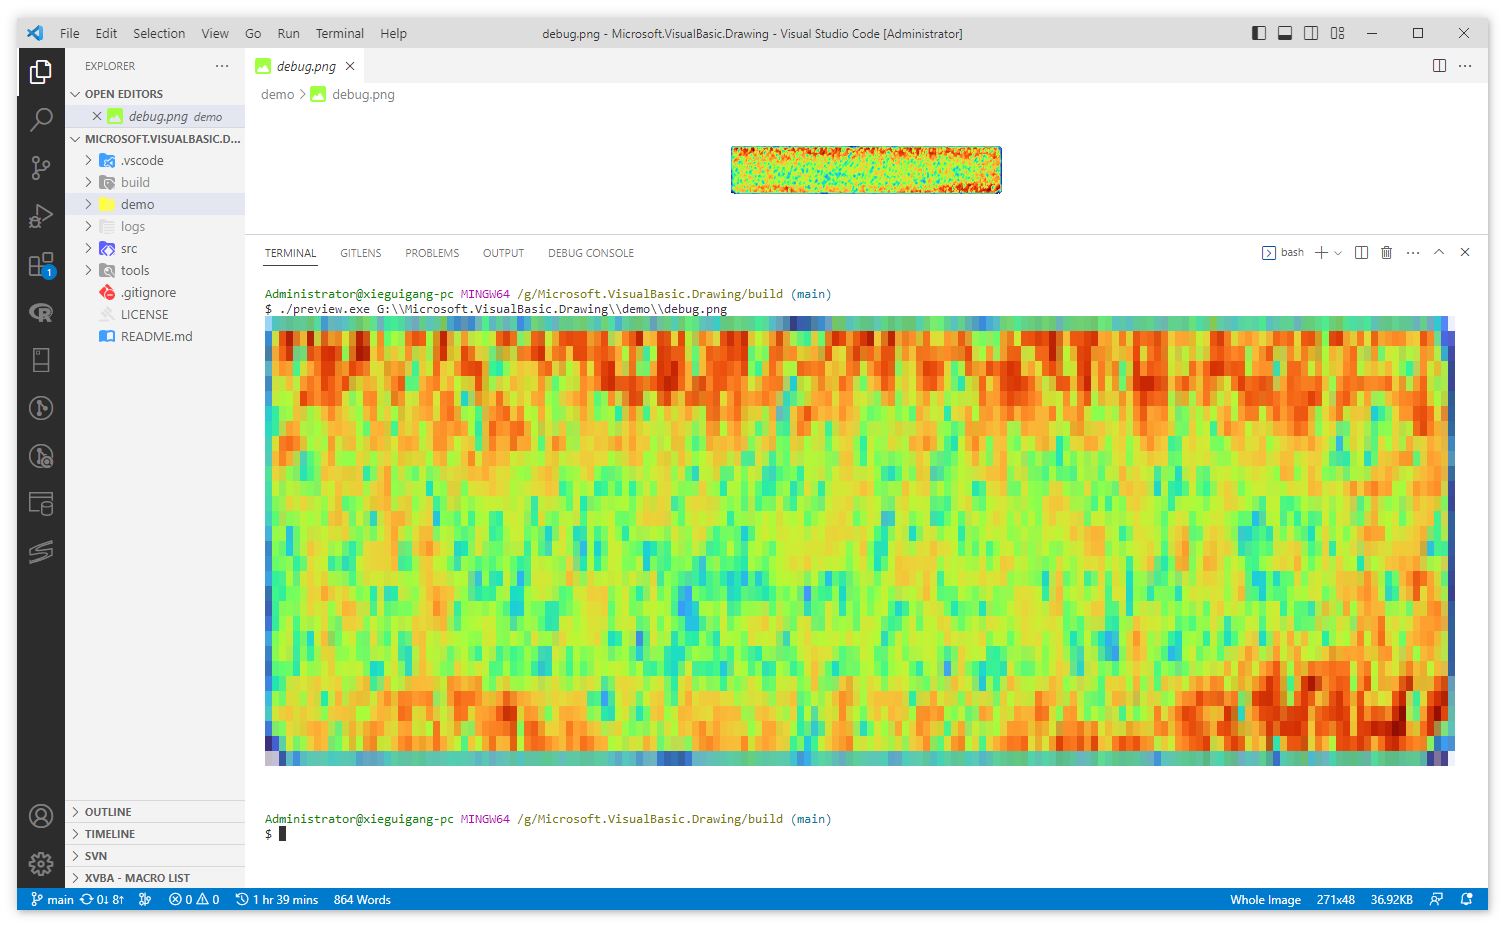 File Edit Selection View Go Run Terminal Help
debug.png - Microsoft.VisualBasic.Drawing - Visual Studio Code [Administrator]
EXPLORER
OPEN EDITORS
debug.png demo
MICROSOFT.VISUALBASIC.D...
.vscode
build
demo
logs
src
tools
.gitignore
LICENSE
README.md
OUTLINE
TIMELINE
SVN
XVBA - MACRO LIST
1
debug.png
demo > debug.png
TERMINAL GITLENS PROBLEMS OUTPUT DEBUG CONSOLE
bash
Administrator@xieguigang-pc MINGW64 /g/Microsoft.VisualBasic.Drawing/build (main)
$ ./preview.exe G:\\Microsoft.VisualBasic.Drawing\\demo\\debug.png
Administrator@xieguigang-pc MINGW64 /g/Microsoft.VisualBasic.Drawing/build (main)
$
main 0↓ 8↑ 0 0 1 hr 39 mins 864 Words
Whole Image 271x48 36.92KB